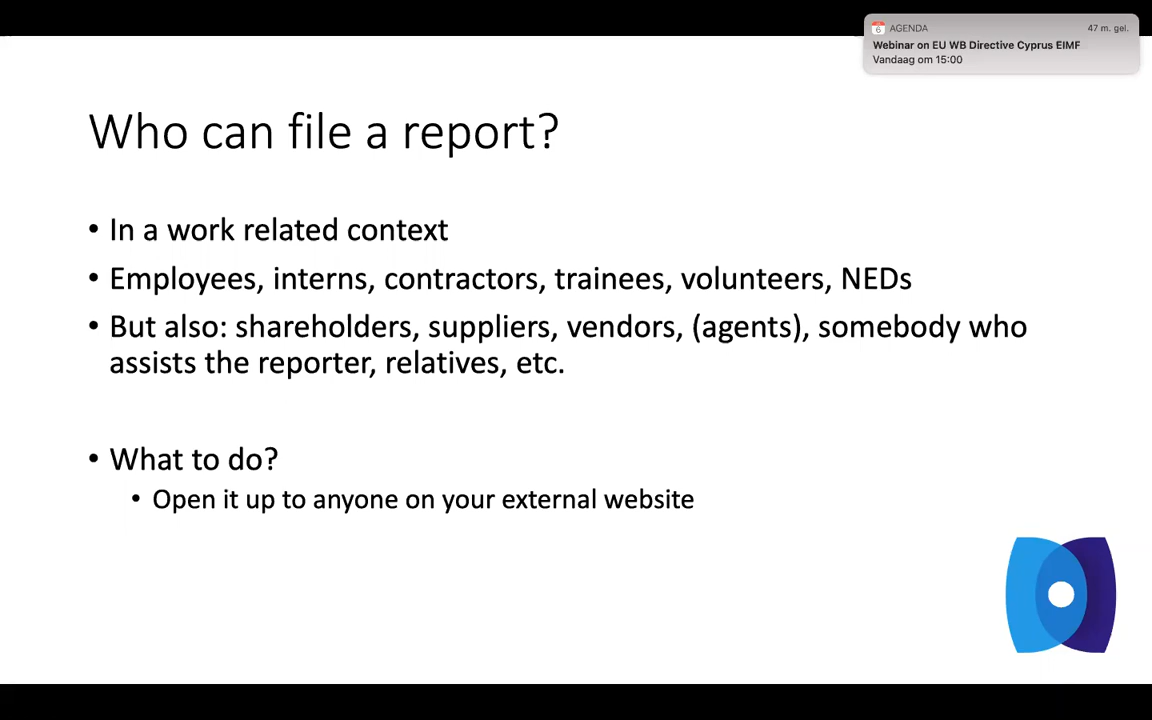 6 AGENDA 47 m. gel.
Webinar on EU WB Directive Cyprus EIMF
Vandaag om 15:00
Who can file a report?
• In a work related context
• Employees, interns, contractors, trainees, volunteers, NEDs
• But also: shareholders, suppliers, vendors, (agents), somebody who
assists the reporter, relatives, etc.
• What to do?
• Open it up to anyone on your external website